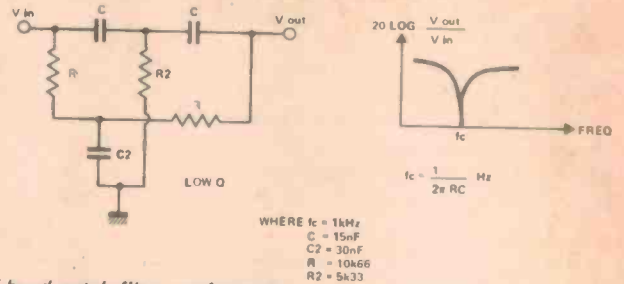 V in
C
C
V out
R
R2
R
C2
LOW Q
20 LOG V out
V in
FREQ
fc
fc = 1
2π RC Hz
WHERE fc = 1kHz
C = 15nF
C2 = 30nF
R = 10k66
R2 = 5k33